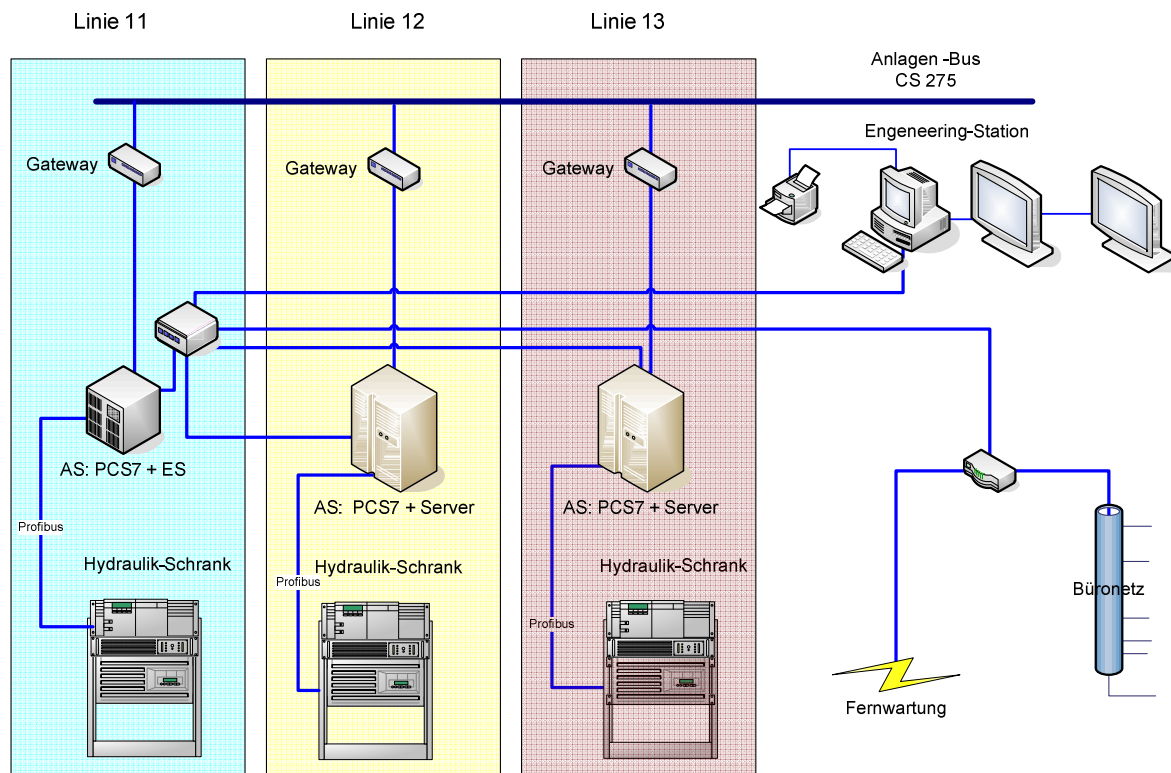 Linie 11
Linie 12
Linie 13
Anlagen -Bus
CS 275
Engeneering-Station
Gateway
Gateway
Gateway
AS: PCS7 + ES
AS: PCS7 + Server
AS: PCS7 + Server
Profibus
Profibus
Profibus
Hydraulik-Schrank
Hydraulik-Schrank
Hydraulik-Schrank
Büronetz
Fernwartung